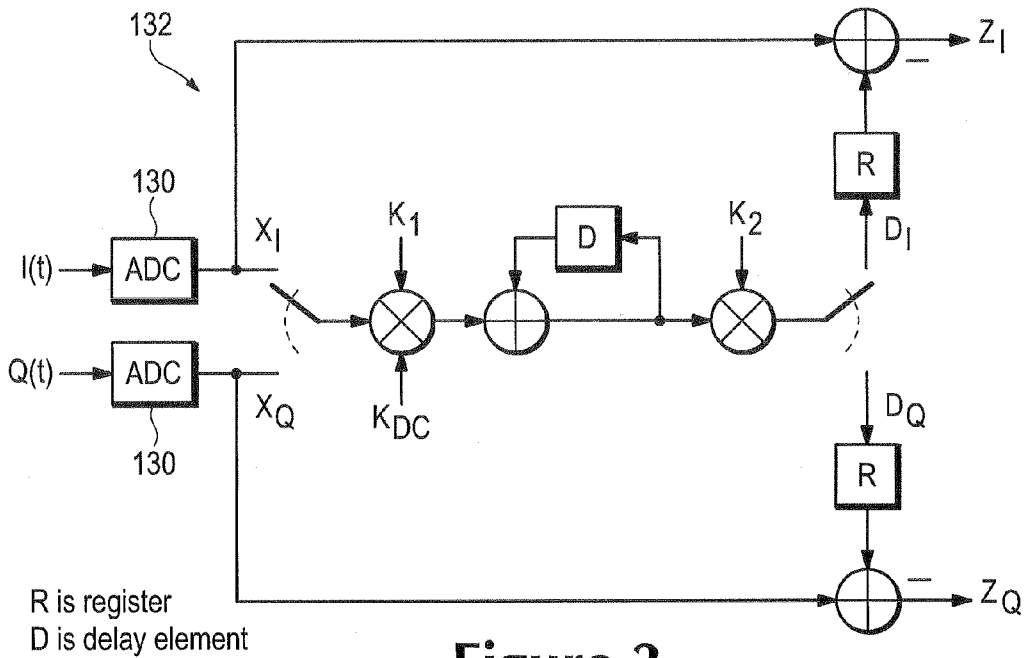 132
Z_I
−
R
130
K_1
D
K_2
D_I
X_I
I(t)
ADC
Q(t)
ADC
X_Q
K_DC
D_Q
130
R
−
Z_Q
R is register
D is delay element